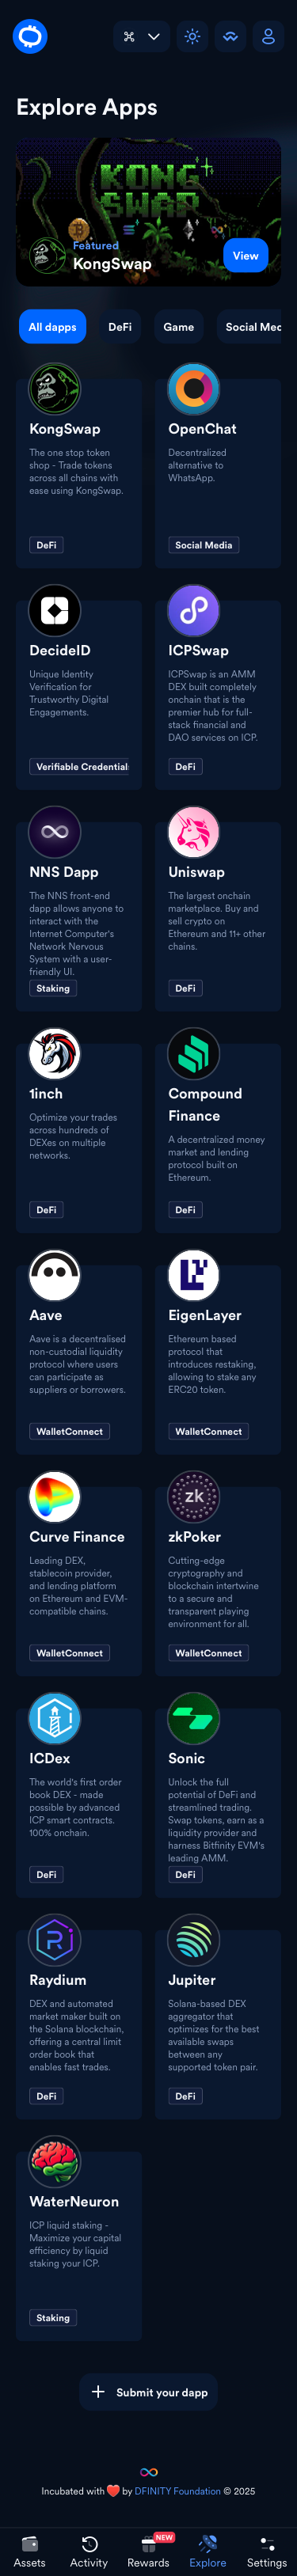 Explore Apps
KONG
SWAP
Featured
KongSwap
View
All dapps
DeFi
Game
Social Med
KongSwap
The one stop token
shop - Trade tokens
across all chains with
ease using KongSwap.
DeFi
OpenChat
Decentralized
alternative to
WhatsApp.
Social Media
DecideID
Unique Identity
Verification for
Trustworthy Digital
Engagements.
Verifiable Credentials
ICPSwap
ICPSwap is an AMM
DEX built completely
onchain that is the
premier hub for full-
stack financial and
DAO services on ICP.
DeFi
NNS Dapp
The NNS front-end
dapp allows anyone to
interact with the
Internet Computer's
Network Nervous
System with a user-
friendly UI.
Staking
Uniswap
The largest onchain
marketplace. Buy and
sell crypto on
Ethereum and 11+ other
chains.
DeFi
1inch
Optimize your trades
across hundreds of
DEXes on multiple
networks.
DeFi
Compound
Finance
A decentralized money
market and lending
protocol built on
Ethereum.
DeFi
Aave
Aave is a decentralised
non-custodial liquidity
protocol where users
can participate as
suppliers or borrowers.
WalletConnect
EigenLayer
Ethereum based
protocol that
introduces restaking,
allowing to stake any
ERC20 token.
WalletConnect
Curve Finance
Leading DEX,
stablecoin provider,
and lending platform
on Ethereum and EVM-
compatible chains.
WalletConnect
zk
zkPoker
Cutting-edge
cryptography and
blockchain intertwine
to a secure and
transparent playing
environment for all.
WalletConnect
ICDex
The world's first order
book DEX - made
possible by advanced
ICP smart contracts.
100% onchain.
DeFi
Sonic
Unlock the full
potential of DeFi and
streamlined trading.
Swap tokens, earn as a
liquidity provider and
harness Bitfinity EVM's
leading AMM.
DeFi
Raydium
DEX and automated
market maker built on
the Solana blockchain,
offering a central limit
order book that
enables fast trades.
DeFi
Jupiter
Solana-based DEX
aggregator that
optimizes for the best
available swaps
between any
supported token pair.
DeFi
WaterNeuron
ICP liquid staking -
Maximize your capital
efficiency by liquid
staking your ICP.
Staking
Submit your dapp
Incubated with ❤️ by DFINITY Foundation © 2025
NEW
Assets
Activity
Rewards
Explore
Settings